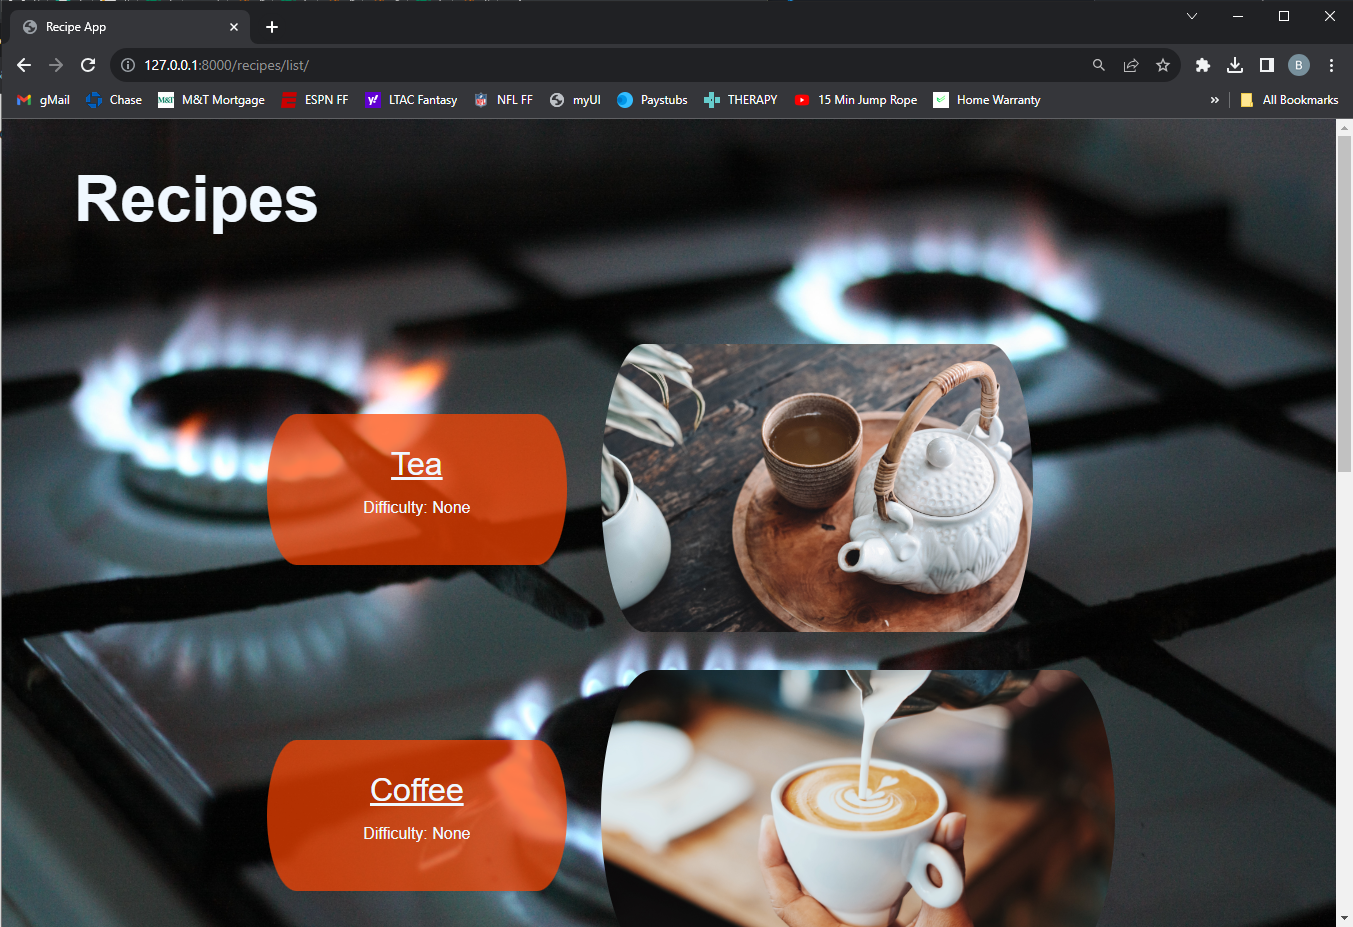 Recipe App
127.0.0.1:8000/recipes/list/
B
gMail
Chase
M&T Mortgage
ESPN FF
LTAC Fantasy
NFL FF
myUI
Paystubs
THERAPY
15 Min Jump Rope
Home Warranty
»
All Bookmarks
Recipes
Tea
Difficulty: None
Coffee
Difficulty: None